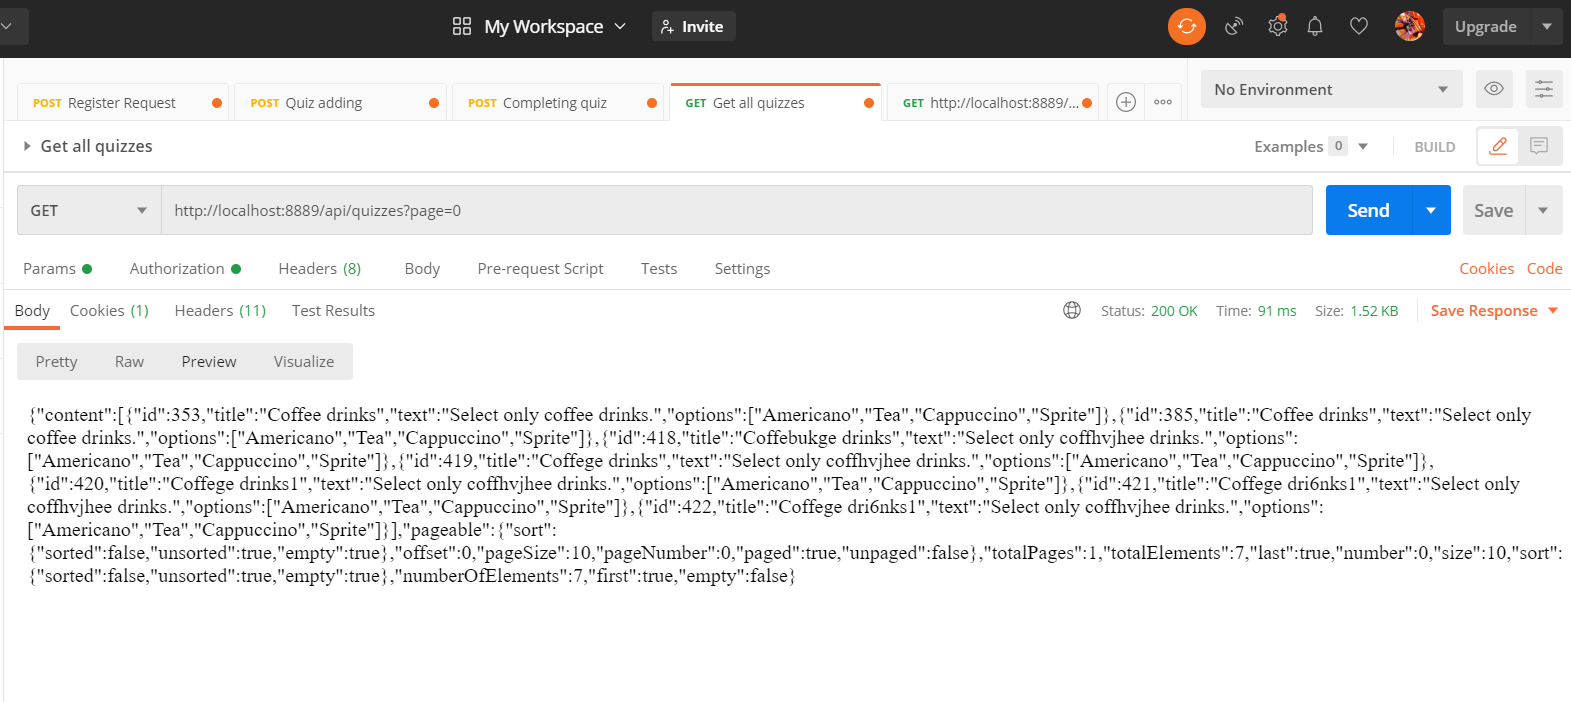 My Workspace
Invite
Upgrade
POST Register Request
POST Quiz adding
POST Completing quiz
GET Get all quizzes
GET http://localhost:8889/...
No Environment
Get all quizzes
Examples 0
BUILD
GET
http://localhost:8889/api/quizzes?page=0
Send
Save
Params
Authorization
Headers (8)
Body
Pre-request Script
Tests
Settings
Cookies
Code
Body
Cookies (1)
Headers (11)
Test Results
Status: 200 OK
Time: 91 ms
Size: 1.52 KB
Save Response
Pretty
Raw
Preview
Visualize
{"content":[{"id":353,"title":"Coffee drinks","text":"Select only coffee drinks.","options":["Americano","Tea","Cappuccino","Sprite"]},{"id":385,"title":"Coffee drinks","text":"Select only
coffee drinks.","options":["Americano","Tea","Cappuccino","Sprite"]},{"id":418,"title":"Coffebukge drinks","text":"Select only coffhvjhee drinks.","options":
["Americano","Tea","Cappuccino","Sprite"]},{"id":419,"title":"Coffege drinks","text":"Select only coffhvjhee drinks.","options":["Americano","Tea","Cappuccino","Sprite"]},
{"id":420,"title":"Coffege drinks1","text":"Select only coffhvjhee drinks.","options":["Americano","Tea","Cappuccino","Sprite"]},{"id":421,"title":"Coffege dri6nks1","text":"Select only
coffhvjhee drinks.","options":["Americano","Tea","Cappuccino","Sprite"]},{"id":422,"title":"Coffege dri6nks1","text":"Select only coffhvjhee drinks.","options":
["Americano","Tea","Cappuccino","Sprite"]}],"pageable":{"sort":
{"sorted":false,"unsorted":true,"empty":true},"offset":0,"pageSize":10,"pageNumber":0,"paged":true,"unpaged":false},"totalPages":1,"totalElements":7,"last":true,"number":0,"size":10,"sort":
{"sorted":false,"unsorted":true,"empty":true},"numberOfElements":7,"first":true,"empty":false}